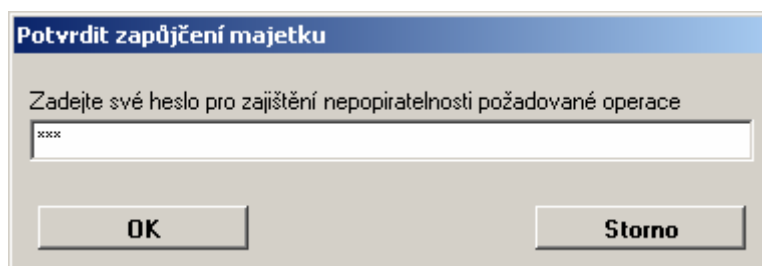 Potvrdit zapůjčení majetku
Zadejte své heslo pro zajištění nepopiratelnosti požadované operace
***
OK Storno